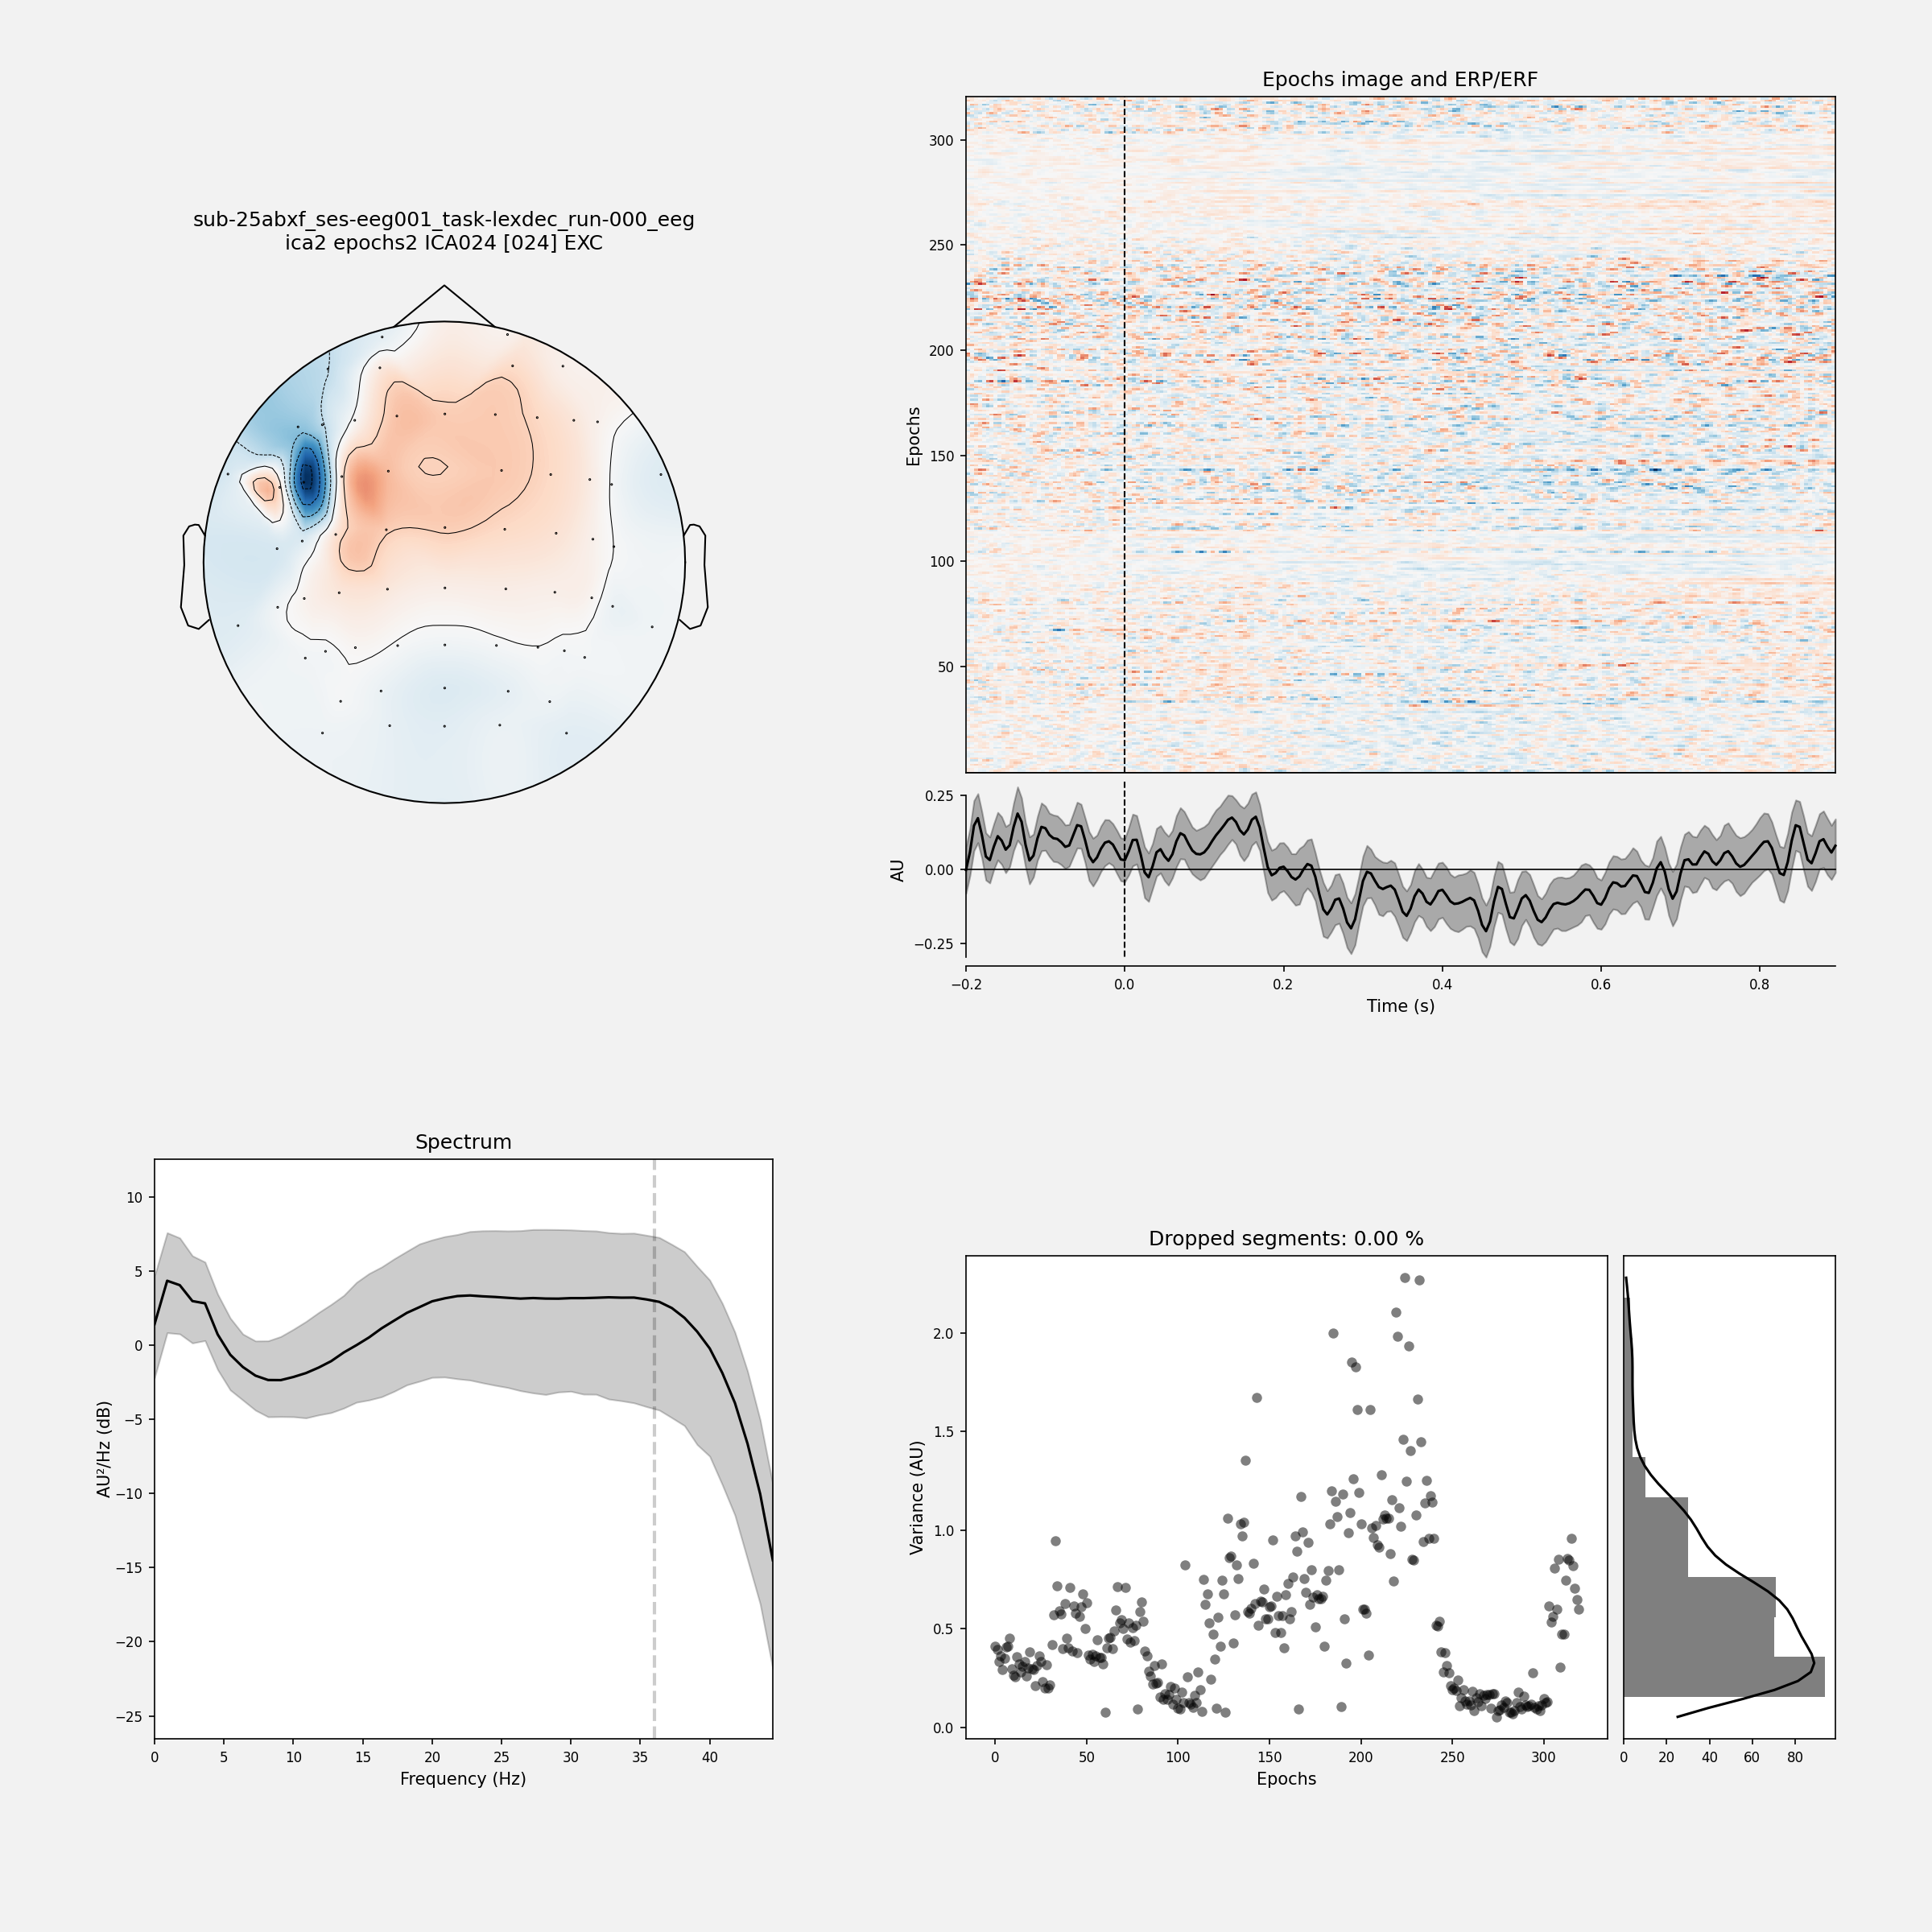 sub-25abxf_ses-eeg001_task-lexdec_run-000_eeg
ica2 epochs2 ICA024 [024] EXC
Epochs image and ERP/ERF
300
250
200
150
100
50
Epochs
0.25
0.00
−0.25
AU
−0.2 0.0 0.2 0.4 0.6 0.8
Time (s)
Spectrum
10
5
0
−5
−10
−15
−20
−25
AU²/Hz (dB)
0 5 10 15 20 25 30 35 40
Frequency (Hz)
Dropped segments: 0.00 %
2.0
1.5
1.0
0.5
0.0
Variance (AU)
0 50 100 150 200 250 300
Epochs
0 20 40 60 80